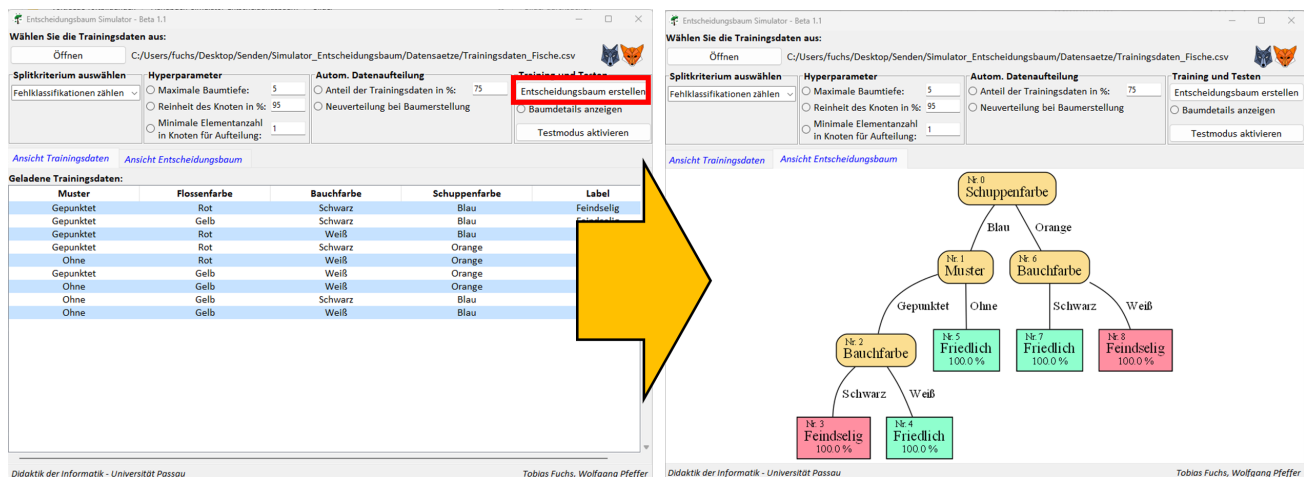 Entscheidungsbaum Simulator - Beta 1.1
Wählen Sie die Trainingsdaten aus:
Öffnen C:/Users/fuchs/Desktop/Senden/Simulator_Entscheidungsbaum/Datensaetze/Trainingsdaten_Fische.csv
Splitkriterium auswählen Hyperparameter Autom. Datenaufteilung Training und Testen
Fehlklassifikationen zählen Maximale Baumtiefe: 5 Anteil der Trainingsdaten in %: 75 Entscheidungsbaum erstellen
Reinheit des Knoten in %: 95 Neuverteilung bei Baumerstellung Baumdetails anzeigen
Minimale Elementanzahl
in Knoten für Aufteilung: 1 Testmodus aktivieren
Ansicht Trainingsdaten Ansicht Entscheidungsbaum
Geladene Trainingsdaten:
Muster Flossenfarbe Bauchfarbe Schuppenfarbe Label
Gepunktet Rot Schwarz Blau Feindselig
Gepunktet Gelb Schwarz Blau Feindselig
Gepunktet Rot Weiß Blau
Gepunktet Rot Schwarz Orange
Ohne Rot Weiß Orange
Gepunktet Gelb Weiß Orange
Ohne Gelb Weiß Orange
Ohne Gelb Schwarz Blau
Ohne Gelb Weiß Blau
Didaktik der Informatik - Universität Passau Tobias Fuchs, Wolfgang Pfeffer
Entscheidungsbaum Simulator - Beta 1.1
Wählen Sie die Trainingsdaten aus:
Öffnen C:/Users/fuchs/Desktop/Senden/Simulator_Entscheidungsbaum/Datensaetze/Trainingsdaten_Fische.csv
Splitkriterium auswählen Hyperparameter Autom. Datenaufteilung Training und Testen
Fehlklassifikationen zählen Maximale Baumtiefe: 5 Anteil der Trainingsdaten in %: 75 Entscheidungsbaum erstellen
Reinheit des Knoten in %: 95 Neuverteilung bei Baumerstellung Baumdetails anzeigen
Minimale Elementanzahl
in Knoten für Aufteilung: 1 Testmodus aktivieren
Ansicht Trainingsdaten Ansicht Entscheidungsbaum
Nr. 0
Schuppenfarbe
Blau Orange
Nr. 1 Nr. 6
Muster Bauchfarbe
Gepunktet Ohne Schwarz Weiß
Nr. 2 Nr. 5 Nr. 7 Nr. 8
Bauchfarbe Friedlich Friedlich Feindselig
100.0 % 100.0 % 100.0 %
Schwarz Weiß
Nr. 3 Nr. 4
Feindselig Friedlich
100.0 % 100.0 %
Didaktik der Informatik - Universität Passau Tobias Fuchs, Wolfgang Pfeffer